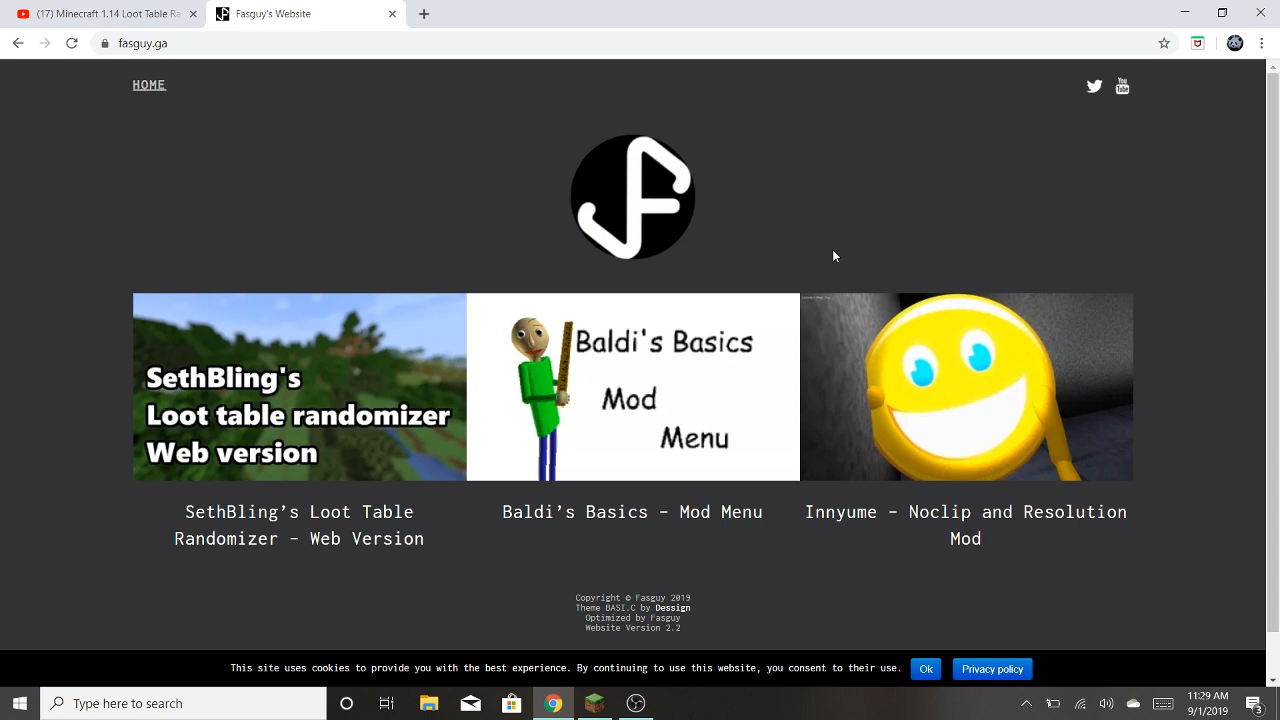 (17) Minecraft 1.14 Loot Table Ra
Fasguy's Website
fasguy.ga
HOME
You
Tube
SethBling's
Loot table randomizer
Web version
Baldi's Basics
Mod
Menu
SethBling's Loot Table
Randomizer – Web Version
Baldi's Basics – Mod Menu
Innyume – Noclip and Resolution
Mod
Copyright © Fasguy 2019
Theme BASI.C by Dessign
Optimized by Fasguy
Website Version 2.2
This site uses cookies to provide you with the best experience. By continuing to use this website, you consent to their use.
Ok
Privacy policy
Type here to search
11:29 AM
9/1/2019
3